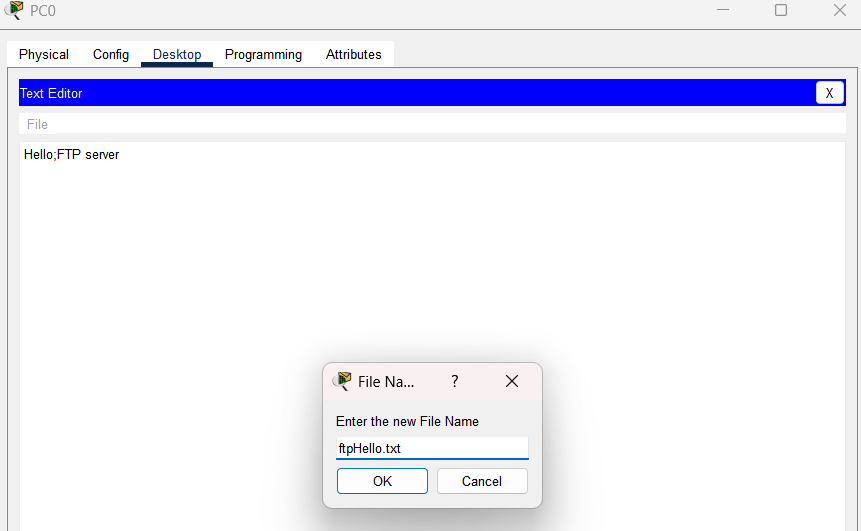 PC0
Physical Config Desktop Programming Attributes
Text Editor X
File
Hello;FTP server
File Na... ?
Enter the new File Name
ftpHello.txt
OK Cancel